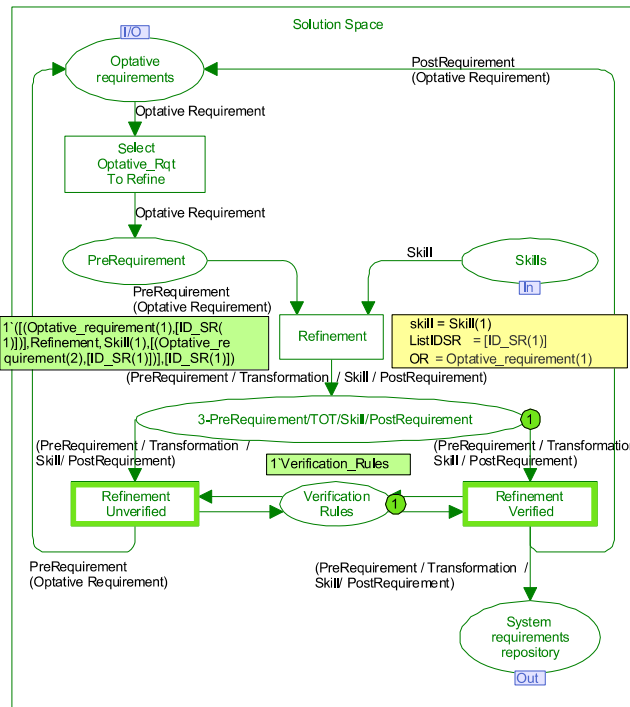 Solution Space
I/O
Optative
requirements
PostRequirement
(Optative Requirement)
Optative Requirement
Select
Optative_Rqt
To Refine
Optative Requirement
PreRequirement
Skill
Skills
In
PreRequirement
(Optative Requirement)
1`([(Optative_requirement(1),[ID_SR(
1)])],Refinement,Skill(1),[(Optative_re
quirement(2),[ID_SR(1)])],[ID_SR(1)])
Refinement
skill = Skill(1)
ListIDSR = [ID_SR(1)]
OR = Optative_requirement(1)
(PreRequirement / Transformation / Skill / PostRequirement)
3-PreRequirement/TOT/Skill/PostRequirement
1
(PreRequirement / Transformation /
Skill/ PostRequirement)
(PreRequirement / Transformation
Skill / PostRequirement)
1`Verification_Rules
Refinement
Unverified
Verification
Rules
1
Refinement
Verified
PreRequirement
(Optative Requirement)
(PreRequirement / Transformation /
Skill/ PostRequirement)
System
requirements
repository
Out